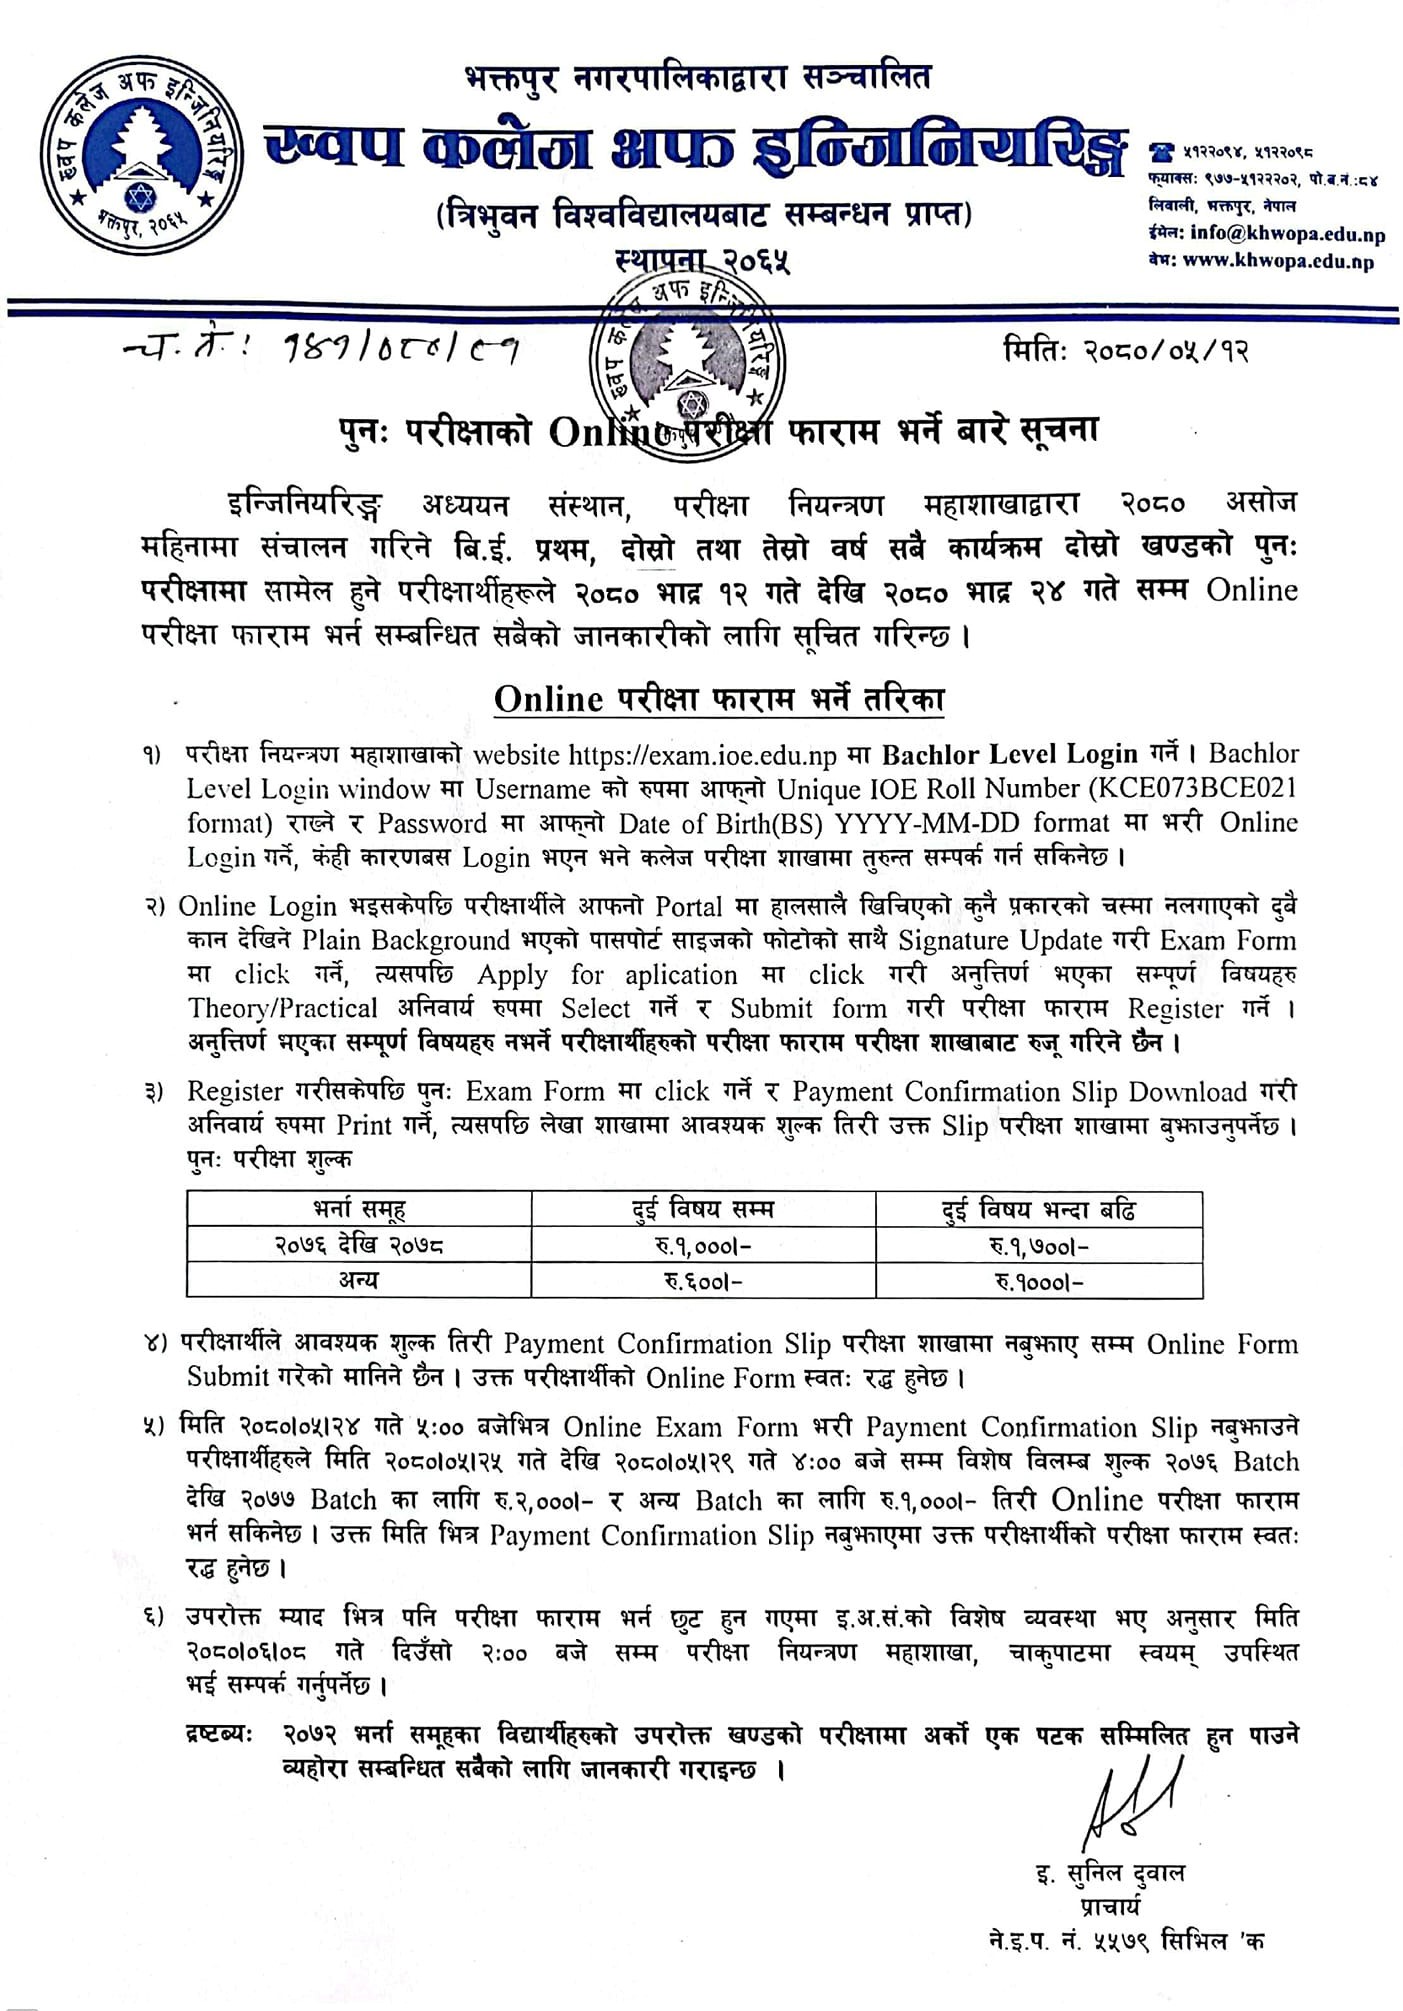 भक्तपुर नगरपालिकाद्वारा सञ्चालित
ख्वप कलेज अफ इन्जिनियरिङ्ग
(त्रिभुवन विश्वविद्यालयबाट सम्बन्धन प्राप्त)
स्थापना २०६५
ख्वप कलेज अफ इन्जिनियरिङ्ग
भक्तपुर, २०६५
☎ ५१२२०९४, ५१२२०९८
फ्याक्सः ९७७-५१२२२०२, पो.ब.नं.:८४
लिवाली, भक्तपुर, नेपाल
ईमेल: info@khwopa.edu.np
वेभः www.khwopa.edu.np
ख्वप कलेज अफ इन्जिनियरिङ्ग
च. नं.: १४१/०८०/८१
मितिः २०८०/०५/१२
पुनः परीक्षाको Online परीक्षा फाराम भर्ने बारे सूचना
इन्जिनियरिङ्ग अध्ययन संस्थान, परीक्षा नियन्त्रण महाशाखाद्वारा २०८० असोज
महिनामा संचालन गरिने बि.ई. प्रथम, दोस्रो तथा तेस्रो वर्ष सबै कार्यक्रम दोस्रो खण्डको पुनः
परीक्षामा सामेल हुने परीक्षार्थीहरूले २०८० भाद्र १२ गते देखि २०८० भाद्र २४ गते सम्म Online
परीक्षा फाराम भर्न सम्बन्धित सबैको जानकारीको लागि सूचित गरिन्छ ।
Online परीक्षा फाराम भर्ने तरिका
१) परीक्षा नियन्त्रण महाशाखाको website https://exam.ioe.edu.np मा Bachlor Level Login गर्ने । Bachlor
Level Login window मा Username को रुपमा आफ्नो Unique IOE Roll Number (KCE073BCE021
format) राख्ने र Password मा आफ्नो Date of Birth(BS) YYYY-MM-DD format मा भरी Online
Login गर्ने, कंही कारणबस Login भएन भने कलेज परीक्षा शाखामा तुरुन्त सम्पर्क गर्न सकिनेछ ।
२) Online Login भइसकेपछि परीक्षार्थीले आफनो Portal मा हालसालै खिचिएको कुनै प्रकारको चस्मा नलगाएको दुवै
कान देखिने Plain Background भएको पासपोर्ट साइजको फोटोको साथै Signature Update गरी Exam Form
मा click गर्ने, त्यसपछि Apply for aplication मा click गरी अनुत्तिर्ण भएका सम्पूर्ण विषयहरु
Theory/Practical अनिवार्य रुपमा Select गर्ने र Submit form गरी परीक्षा फाराम Register गर्ने ।
अनुत्तिर्ण भएका सम्पूर्ण विषयहरु नभर्ने परीक्षार्थीहरुको परीक्षा फाराम परीक्षा शाखाबाट रुजू गरिने छैन ।
३) Register गरीसकेपछि पुनः Exam Form मा click गर्ने र Payment Confirmation Slip Download गरी
अनिवार्य रुपमा Print गर्ने, त्यसपछि लेखा शाखामा आवश्यक शुल्क तिरी उक्त Slip परीक्षा शाखामा बुझाउनुपर्नेछ ।
पुनः परीक्षा शुल्क
भर्ना समूह दुई विषय सम्म दुई विषय भन्दा बढि
२०७६ देखि २०७८ रु.१,०००।– रु.१,७००।–
अन्य रु.६००।– रु.१०००।–
४) परीक्षार्थीले आवश्यक शुल्क तिरी Payment Confirmation Slip परीक्षा शाखामा नबुझाए सम्म Online Form
Submit गरेको मानिने छैन । उक्त परीक्षार्थीको Online Form स्वतः रद्ध हुनेछ ।
५) मिति २०८०।०५।२४ गते ५:०० बजेभित्र Online Exam Form भरी Payment Confirmation Slip नबुझाउने
परीक्षार्थीहरुले मिति २०८०।०५।२५ गते देखि २०८०।०५।२९ गते ४:०० बजे सम्म विशेष विलम्ब शुल्क २०७६ Batch
देखि २०७७ Batch का लागि रु.२,०००।– र अन्य Batch का लागि रु.१,०००।– तिरी Online परीक्षा फाराम
भर्न सकिनेछ । उक्त मिति भित्र Payment Confirmation Slip नबुझाएमा उक्त परीक्षार्थीको परीक्षा फाराम स्वतः
रद्ध हुनेछ ।
६) उपरोक्त म्याद भित्र पनि परीक्षा फाराम भर्न छुट हुन गएमा इ.अ.सं.को विशेष व्यवस्था भए अनुसार मिति
२०८०।०६।०८ गते दिउँसो २:०० बजे सम्म परीक्षा नियन्त्रण महाशाखा, चाकुपाटमा स्वयम् उपस्थित
भई सम्पर्क गर्नुपर्नेछ ।
द्रष्टब्यः २०७२ भर्ना समूहका विद्यार्थीहरुको उपरोक्त खण्डको परीक्षामा अर्को एक पटक सम्मिलित हुन पाउने
व्यहोरा सम्बन्धित सबैको लागि जानकारी गराइन्छ ।
इ. सुनिल दुवाल
प्राचार्य
ने.इ.प. नं. ५५७९ सिभिल 'क